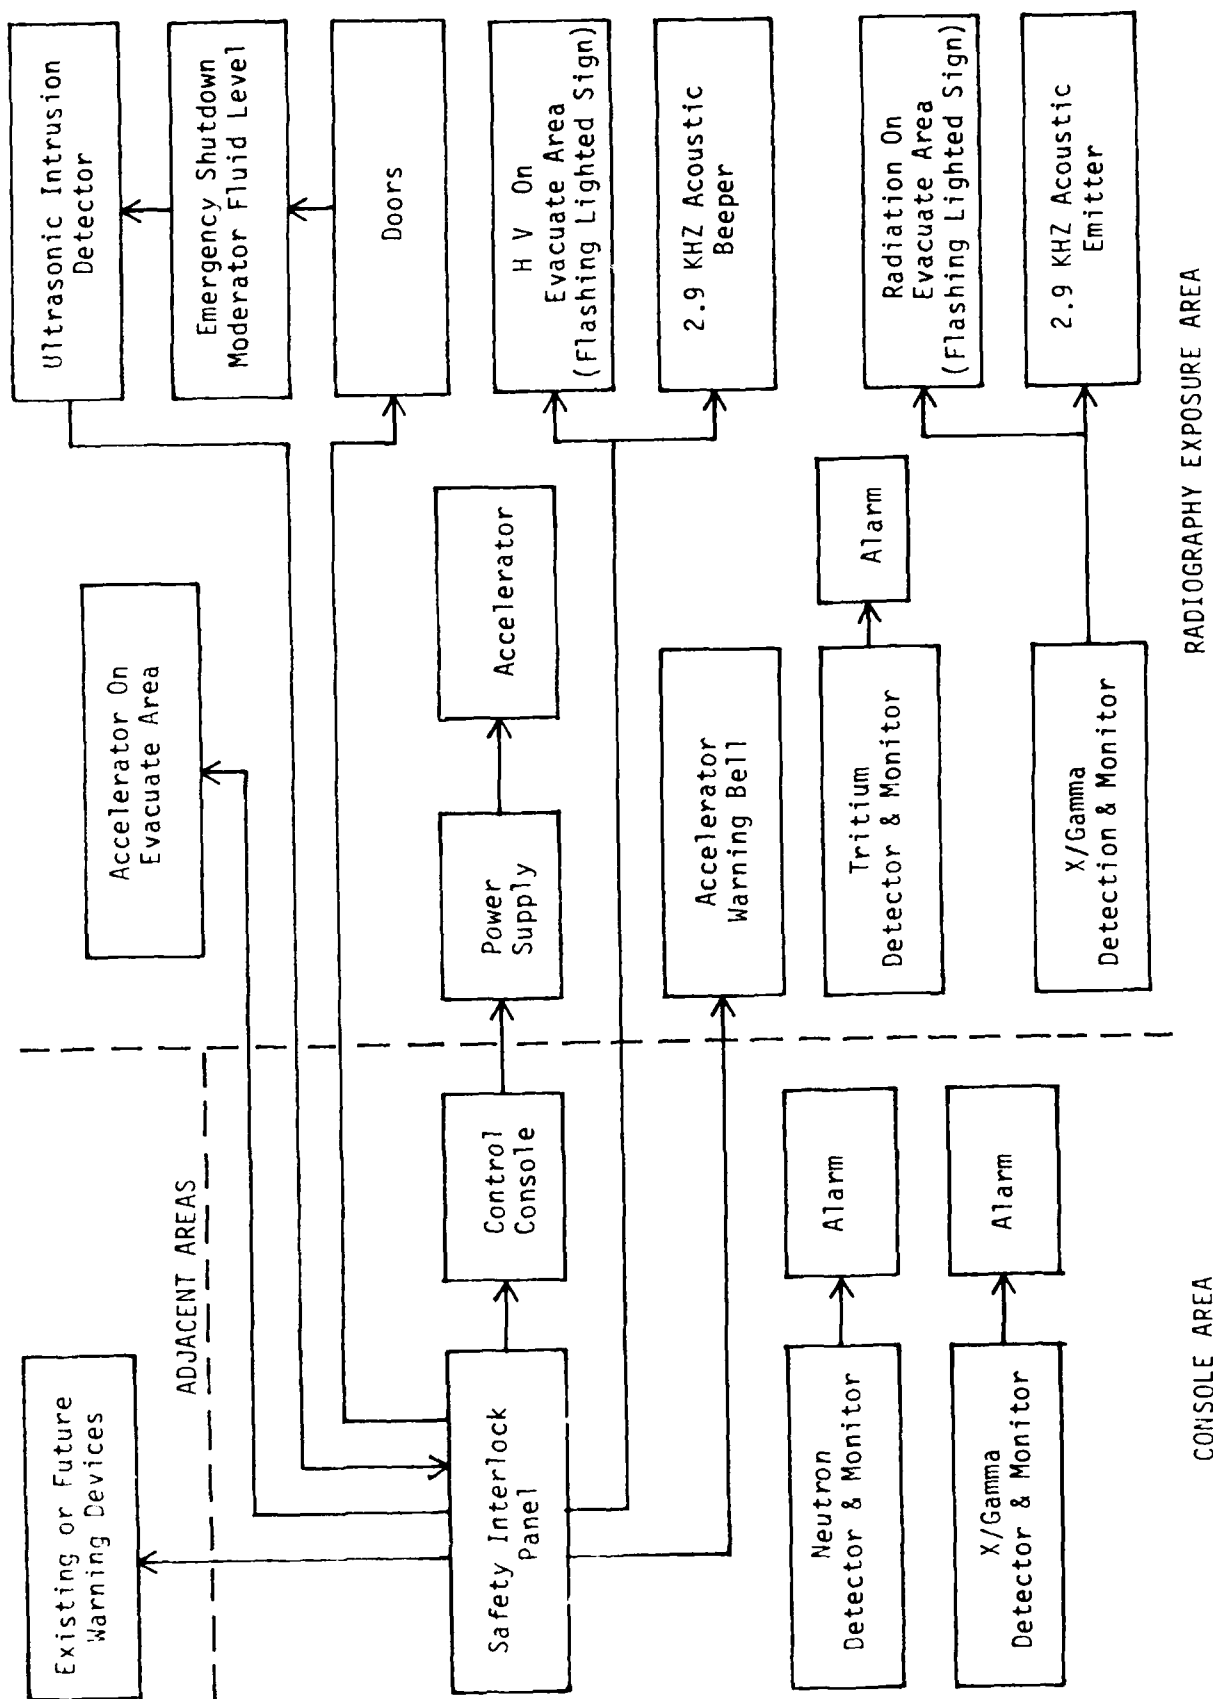 Existing or Future
Warning Devices
ADJACENT AREAS
Accelerator On
Evacuate Area
Ultrasonic Intrusion
Detector
Emergency Shutdown
Moderator Fluid Level
Doors
Safety Interlock
Panel
Control
Console
Power
Supply
Accelerator
H V On
Evacuate Area
(Flashing Lighted Sign)
2.9 KHZ Acoustic
Beeper
Accelerator
Warning Bell
Neutron
Detector & Monitor
Alarm
Tritium
Detector & Monitor
Alarm
Radiation On
Evacuate Area
(Flashing Lighted Sign)
X/Gamma
Detector & Monitor
Alarm
X/Gamma
Detection & Monitor
2.9 KHZ Acoustic
Emitter
CONSOLE AREA
RADIOGRAPHY EXPOSURE AREA